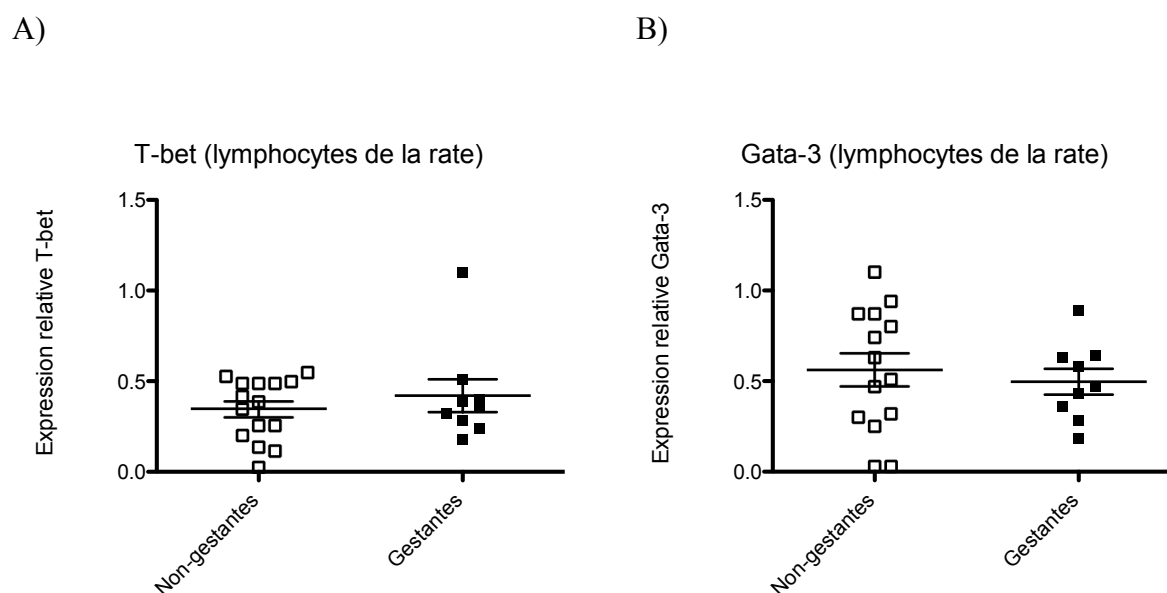 A)
B)
T-bet (lymphocytes de la rate)
Expression relative T-bet
1.5
1.0
0.5
0.0
Non-gestantes
Gestantes
Gata-3 (lymphocytes de la rate)
Expression relative Gata-3
1.5
1.0
0.5
0.0
Non-gestantes
Gestantes